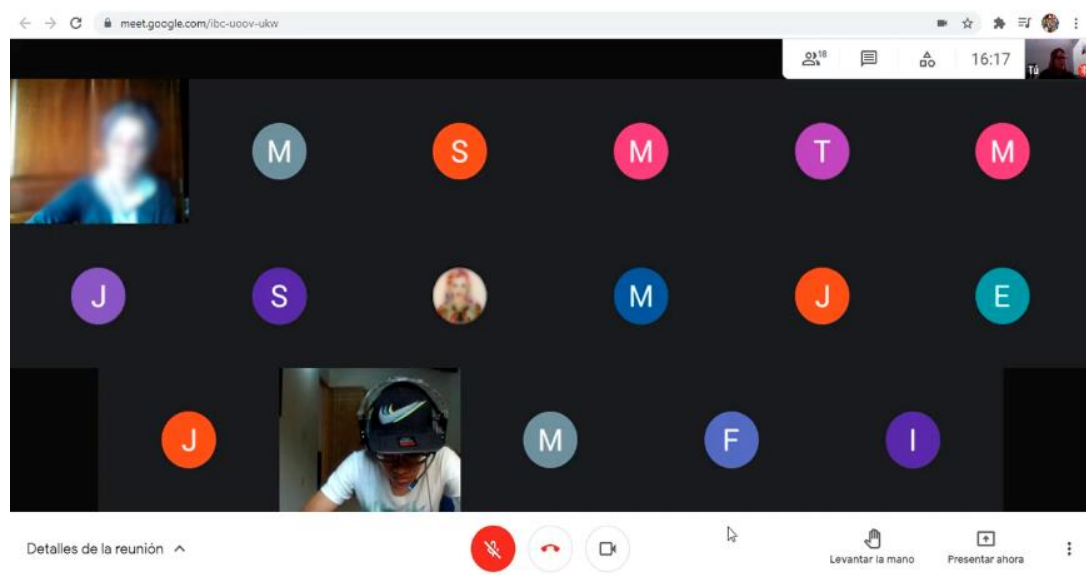 meet.google.com/ibc-uoov-ukw
18
16:17
Tú
M
S
M
T
M
J
S
M
J
E
J
M
F
I
Detalles de la reunión
Levantar la mano
Presentar ahora